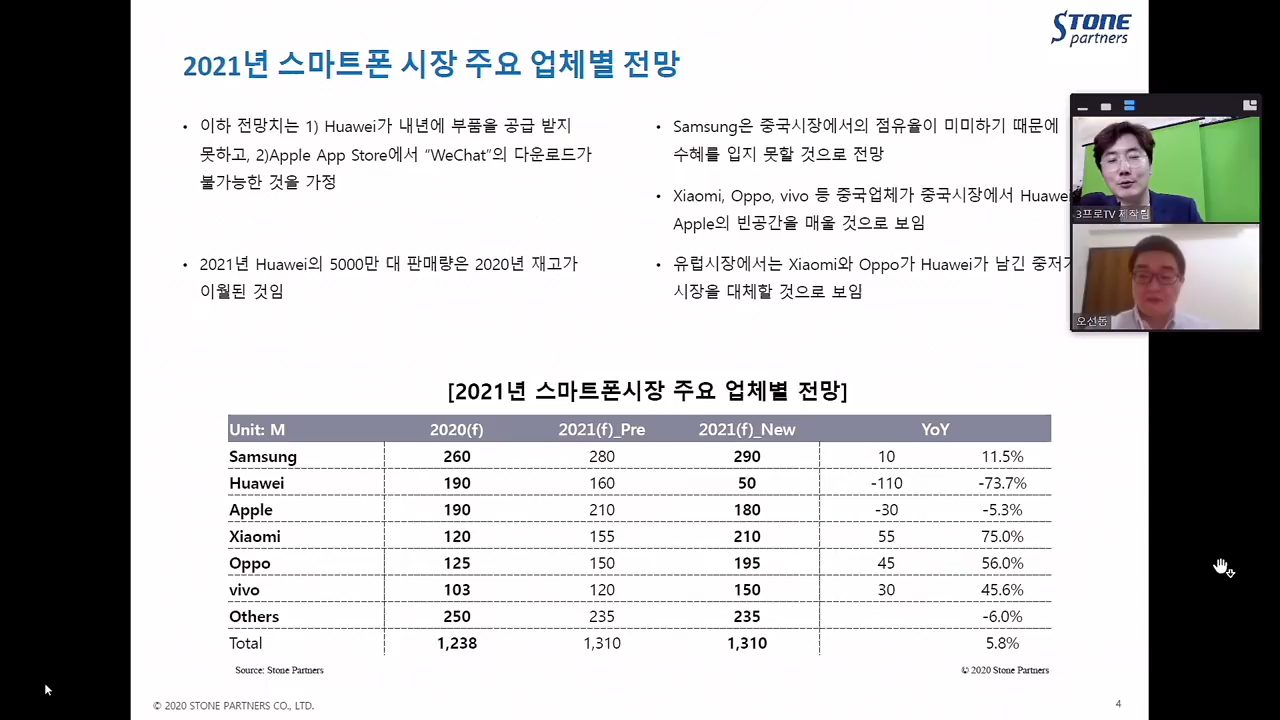 STONE
partners
2021년 스마트폰 시장 주요 업체별 전망
• 이하 전망치는 1) Huawei가 내년에 부품을 공급 받지
못하고, 2)Apple App Store에서 “WeChat”의 다운로드가
불가능한 것을 가정
• 2021년 Huawei의 5000만 대 판매량은 2020년 재고가
이월된 것임
• Samsung은 중국시장에서의 점유율이 미미하기 때문에
수혜를 입지 못할 것으로 전망
• Xiaomi, Oppo, vivo 등 중국업체가 중국시장에서 Huawei
Apple의 빈공간을 매울 것으로 보임
• 유럽시장에서는 Xiaomi와 Oppo가 Huawei가 남긴 중저가
시장을 대체할 것으로 보임
3프로TV 제작팀
오선동
[2021년 스마트폰시장 주요 업체별 전망]
Unit: M 2020(f) 2021(f)_Pre 2021(f)_New YoY
Samsung 260 280 290 10 11.5%
Huawei 190 160 50 -110 -73.7%
Apple 190 210 180 -30 -5.3%
Xiaomi 120 155 210 55 75.0%
Oppo 125 150 195 45 56.0%
vivo 103 120 150 30 45.6%
Others 250 235 235 -6.0%
Total 1,238 1,310 1,310 5.8%
Source: Stone Partners © 2020 Stone Partners
© 2020 STONE PARTNERS CO., LTD. 4